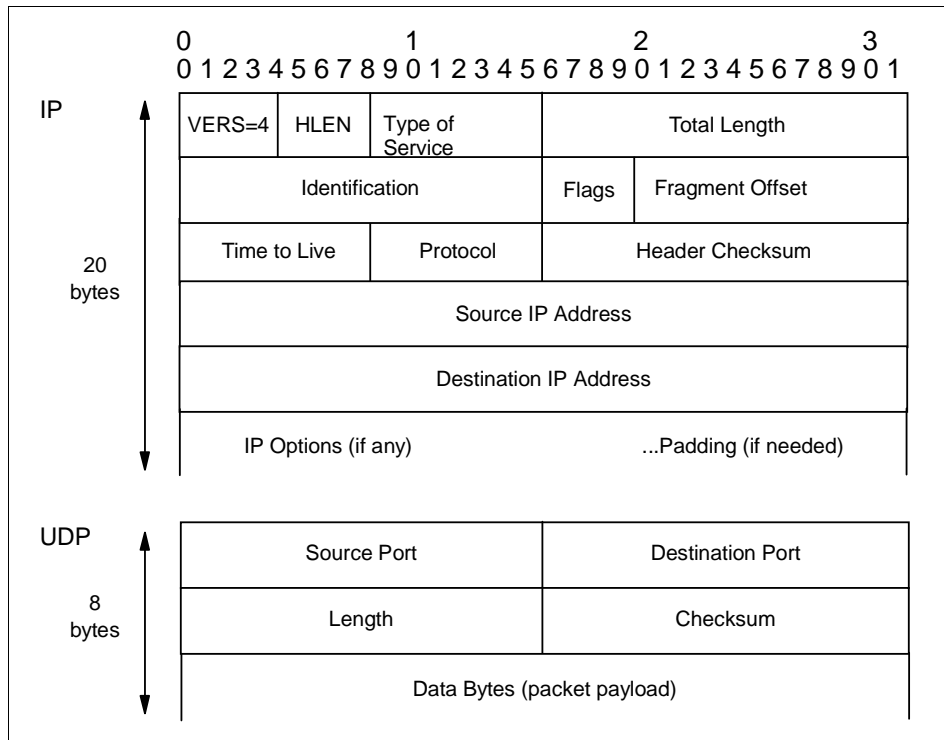 0 1 2 3
0 1 2 3 4 5 6 7 8 9 0 1 2 3 4 5 6 7 8 9 0 1 2 3 4 5 6 7 8 9 0 1
IP
VERS=4 HLEN Type of Service Total Length
Identification Flags Fragment Offset
Time to Live Protocol Header Checksum
20 bytes
Source IP Address
Destination IP Address
IP Options (if any) ...Padding (if needed)
UDP
Source Port Destination Port
8 bytes
Length Checksum
Data Bytes (packet payload)